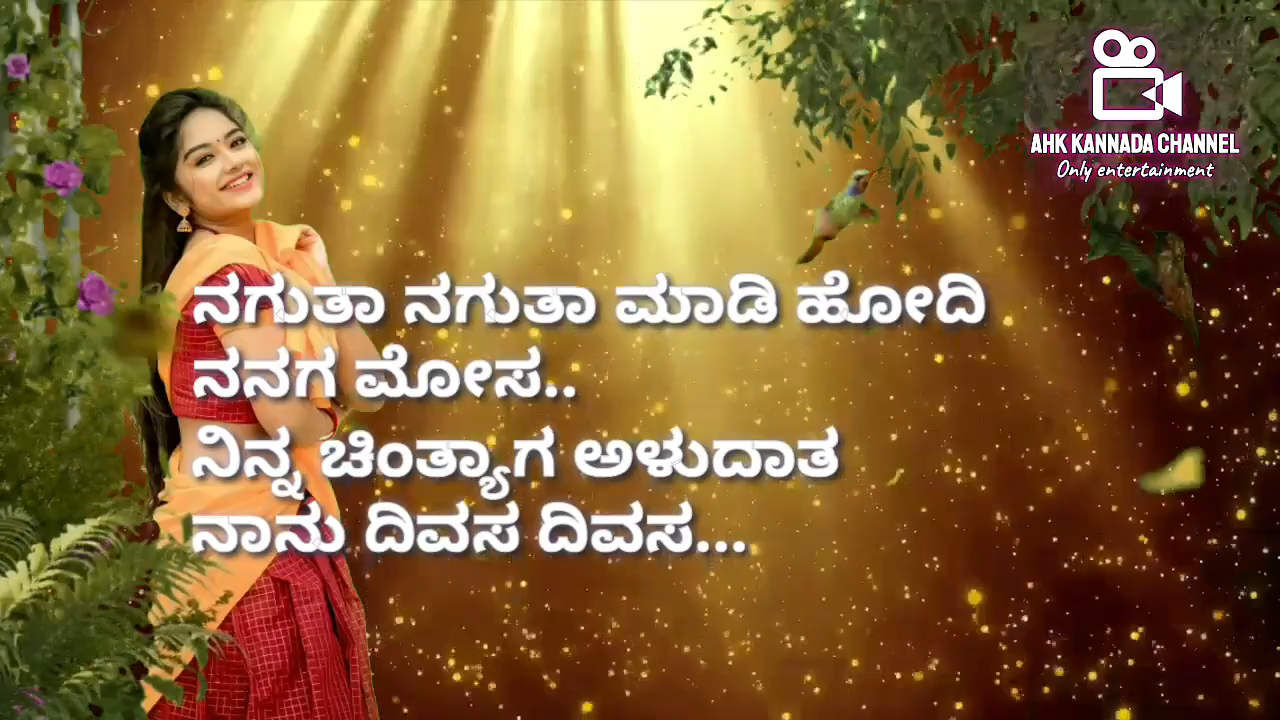 AHK KANNADA CHANNEL
Only entertainment
ನಗುತಾ ನಗುತಾ ಮಾಡಿ ಹೋದಿ
ನನಗ ಮೋಸ..
ನಿನ್ನ ಚಿಂತ್ಯಾಗ ಅಳುದಾತ
ನಾನು ದಿವಸ ದಿವಸ...